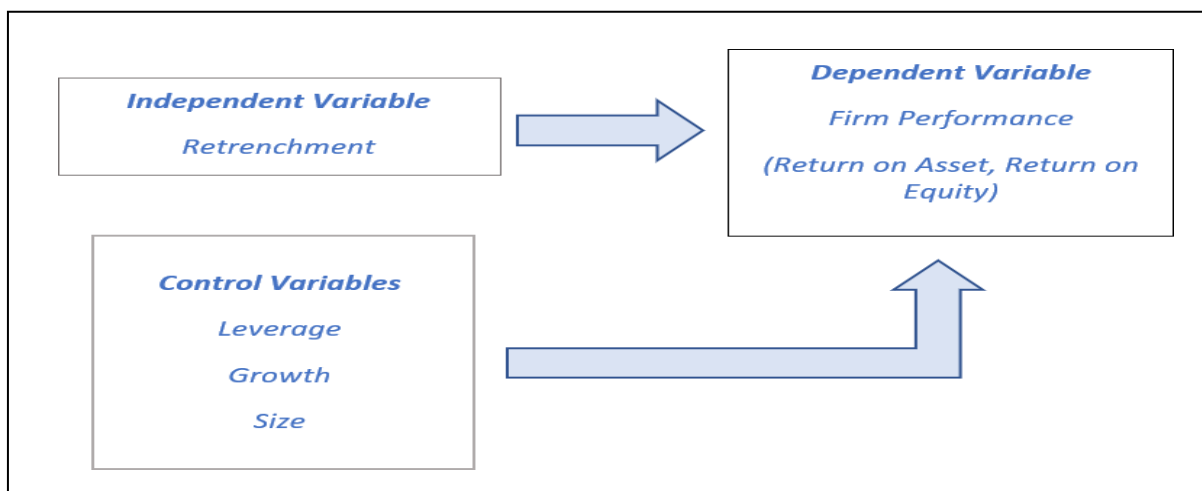 Independent Variable
Retrenchment
Dependent Variable
Firm Performance
(Return on Asset, Return on
Equity)
Control Variables
Leverage
Growth
Size